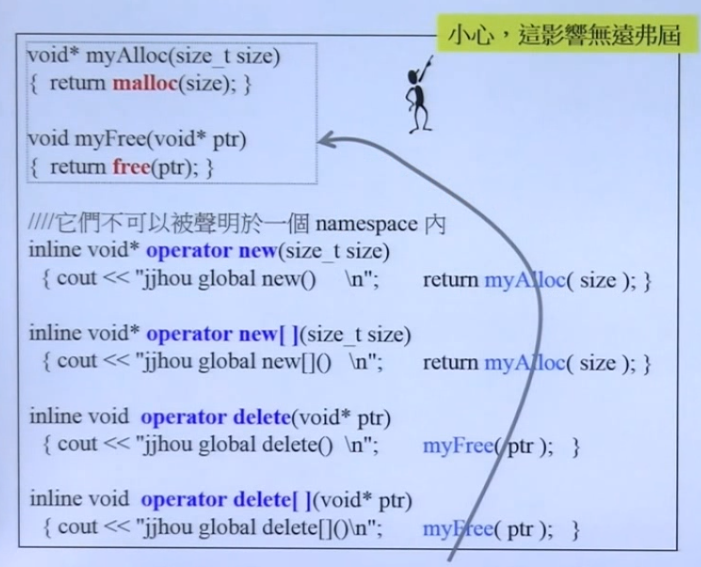 小心，這影響無遠弗屆
void* myAlloc(size_t size)
{ return malloc(size); }
void myFree(void* ptr)
{ return free(ptr); }
////它們不可以被聲明於一個 namespace 內
inline void* operator new(size_t size)
{ cout << "jjhou global new() \n"; return myAlloc( size ); }
inline void* operator new[ ](size_t size)
{ cout << "jjhou global new[]() \n"; return myAlloc( size ); }
inline void operator delete(void* ptr)
{ cout << "jjhou global delete() \n"; myFree( ptr ); }
inline void operator delete[ ](void* ptr)
{ cout << "jjhou global delete[]()\n"; myFree( ptr ); }